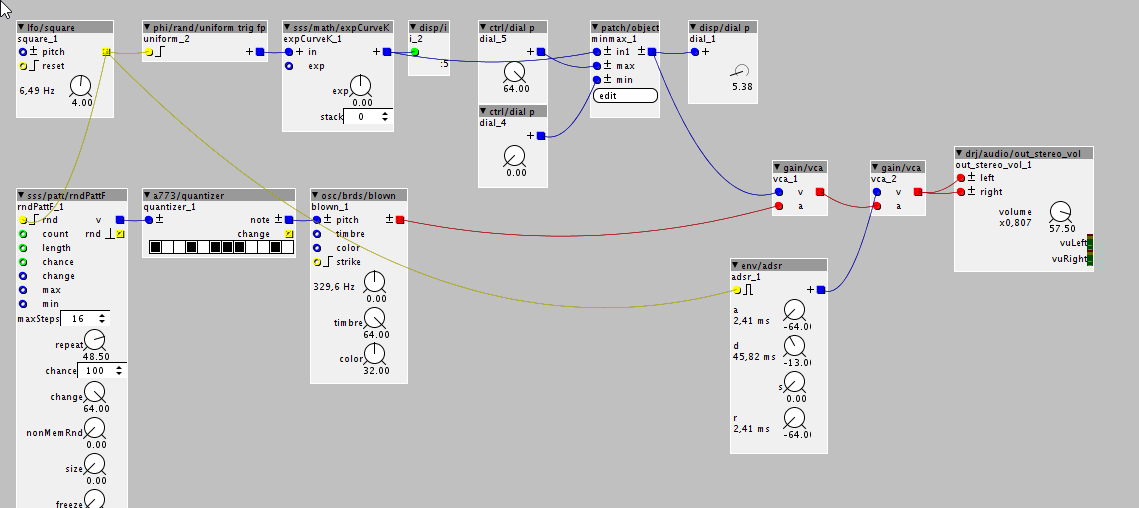 lfo/square
square_1
pitch
reset
6,49 Hz
4.00
phi/rand/uniform trig fp
uniform_2
+
sss/math/expCurveK
expCurveK_1
+ in +
exp
exp
0.00
stack 0
disp/i
i_2
:5
ctrl/dial p
dial_5
+
64.00
ctrl/dial p
dial_4
+
0.00
patch/object
minmax_1
± in1 ±
± max
± min
edit
disp/dial p
dial_1
+
5.38
sss/patt/rndPattF
rndPattF_1
rnd v
count rnd
length
chance
change
max
min
maxSteps 16
repeat
48.50
chance 100
change
64.00
nonMemRnd
0.00
size
0.00
freeze
a773/quantizer
quantizer_1
± note ±
change
osc/brds/blown
blown_1
± pitch
timbre
color
strike
329,6 Hz
0.00
timbre
64.00
color
32.00
gain/vca
vca_1
v
a
gain/vca
vca_2
v
a
env/adsr
adsr_1
+
a
2,41 ms
-64.0
d
45,82 ms
-13.0
s
0.00
r
2,41 ms
-64.0
drj/audio/out_stereo_vol
out_stereo_vol_1
± left
± right
volume
x0,807
57.50
vuLeft
vuRight